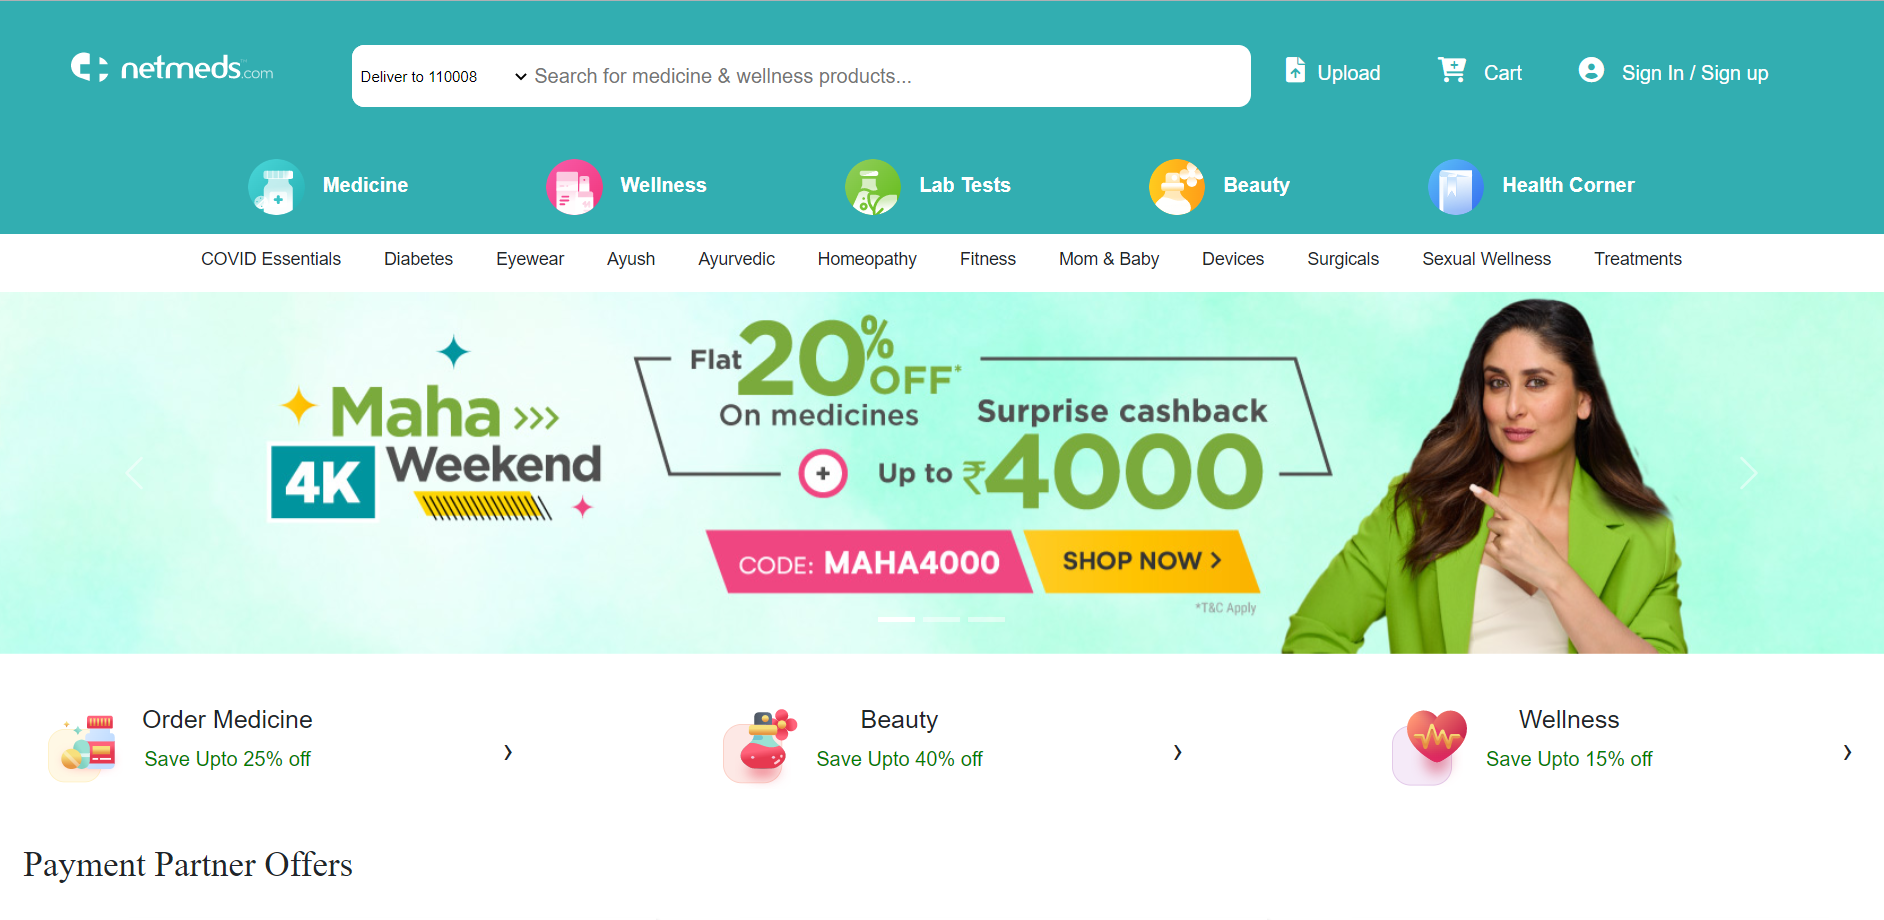 netmeds.com
Deliver to 110008
Search for medicine & wellness products...
Upload
Cart
Sign In / Sign up
Medicine
Wellness
Lab Tests
Beauty
Health Corner
COVID Essentials
Diabetes
Eyewear
Ayush
Ayurvedic
Homeopathy
Fitness
Mom & Baby
Devices
Surgicals
Sexual Wellness
Treatments
Maha >>>
4K Weekend
Flat 20% OFF*
On medicines
+
Surprise cashback
Up to ₹4000
CODE: MAHA4000
SHOP NOW >
*T&C Apply
Order Medicine
Save Upto 25% off
›
Beauty
Save Upto 40% off
›
Wellness
Save Upto 15% off
›
Payment Partner Offers